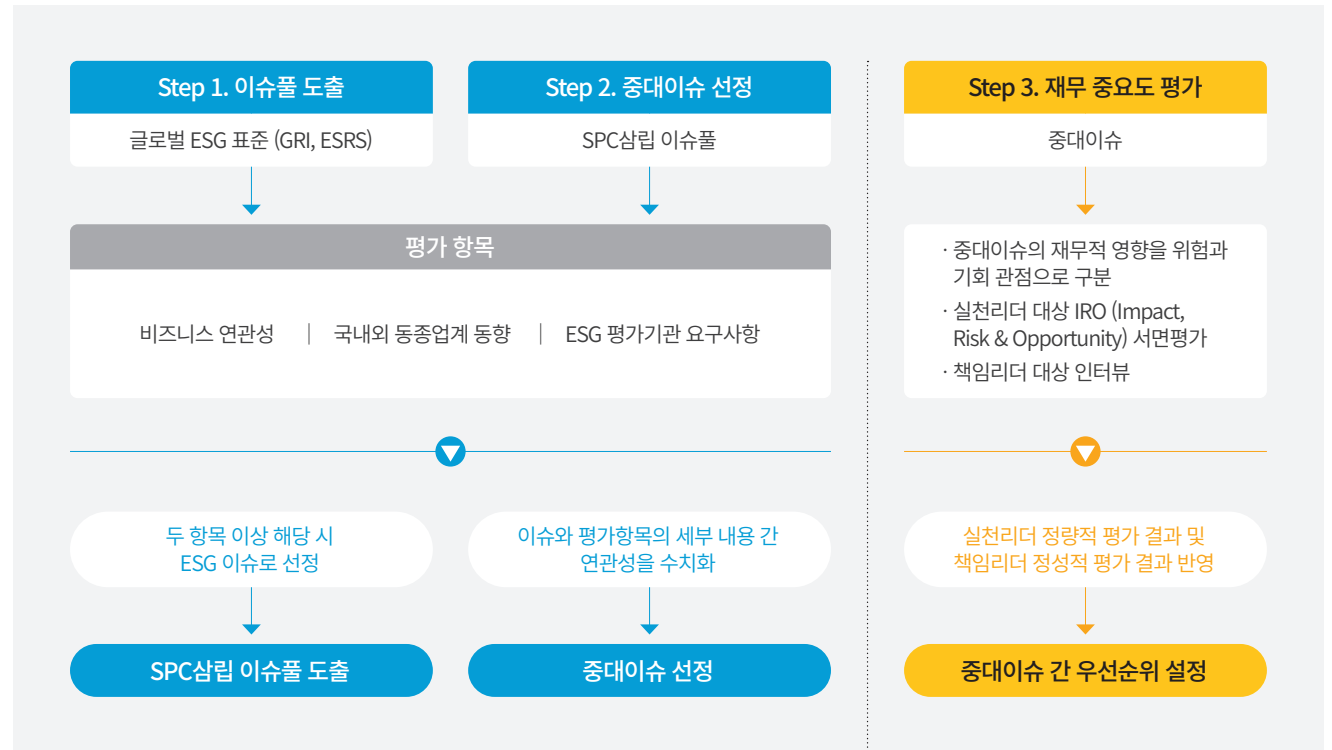 Step 1. 이슈풀 도출
글로벌 ESG 표준 (GRI, ESRS)
Step 2. 중대이슈 선정
SPC삼립 이슈풀
평가 항목
비즈니스 연관성 | 국내외 동종업계 동향 | ESG 평가기관 요구사항
두 항목 이상 해당 시
ESG 이슈로 선정
SPC삼립 이슈풀 도출
이슈와 평가항목의 세부 내용 간
연관성을 수치화
중대이슈 선정
Step 3. 재무 중요도 평가
중대이슈
· 중대이슈의 재무적 영향을 위험과
기회 관점으로 구분
· 실천리더 대상 IRO (Impact,
Risk & Opportunity) 서면평가
· 책임리더 대상 인터뷰
실천리더 정량적 평가 결과 및
책임리더 정성적 평가 결과 반영
중대이슈 간 우선순위 설정